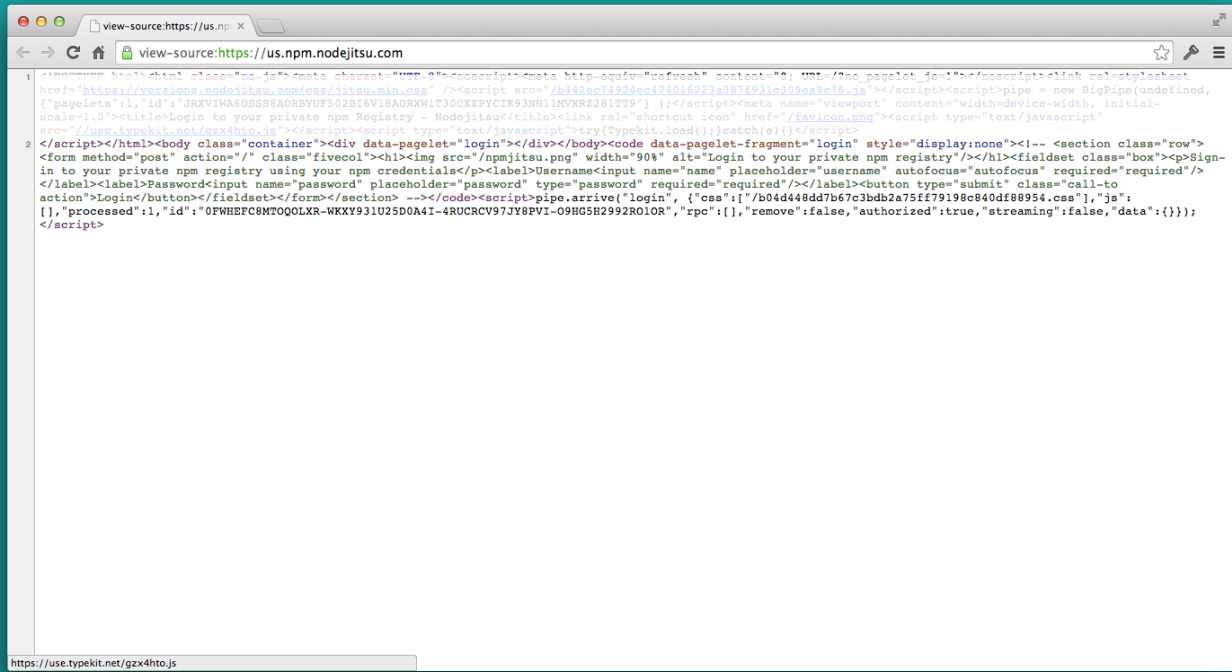 view-source:https://us.npm
view-source:https://us.npm.nodejitsu.com
1 <!DOCTYPE html><html class="no-js"><meta charset="UTF-8"><noscript><meta http-equiv="refresh" content="0; URL=/?no_pagelet_js=1"></noscript><link rel=stylesheet
href="https://versions.nodejitsu.com/css/jitsu.min.css" /><script src="/b442ec74924ec474016223a387f931c309ea9c76.js"></script><script>pipe = new BigPipe(undefined,
{"pagelets":1,"id":"JRXVIWA6OSSS8AORBYUF502BI6V18AORXW1T3OCXZPYCIK93NH11MVXRZ281TT9"} );</script><meta name="viewport" content="width=device-width, initial-
scale=1.0"><title>Login to your private npm Registry - Nodejitsu</title><link rel="shortcut icon" href="/favicon.png"><script type="text/javascript"
src="//use.typekit.net/gzx4hto.js"></script><script type="text/javascript">try{Typekit.load();}catch(e){}</script>
2 </script></html><body class="container"><div data-pagelet="login"></div></body><code data-pagelet-fragment="login" style="display:none"><!-- <section class="row">
<form method="post" action="/" class="fivecol"><h1><img src="/npmjitsu.png" width="90%" alt="Login to your private npm registry"/></h1><fieldset class="box"><p>Sign-
in to your private npm registry using your npm credentials</p><label>Username<input name="name" placeholder="username" autofocus="autofocus" required="required"/>
</label><label>Password<input name="password" placeholder="password" type="password" required="required"/></label><button type="submit" class="call-to
action">Login</button></fieldset></form></section> --></code><script>pipe.arrive("login", {"css":["/b04d448dd7b67c3bdb2a75ff79198c840df88954.css"],"js":
[],"processed":1,"id":"0FWHEFC8MTOQOLXR-WKXY931U25D0A4I-4RUCRCV97JY8PVI-O9HG5H2992RO1OR","rpc":[],"remove":false,"authorized":true,"streaming":false,"data":{}});
</script>
https://use.typekit.net/gzx4hto.js